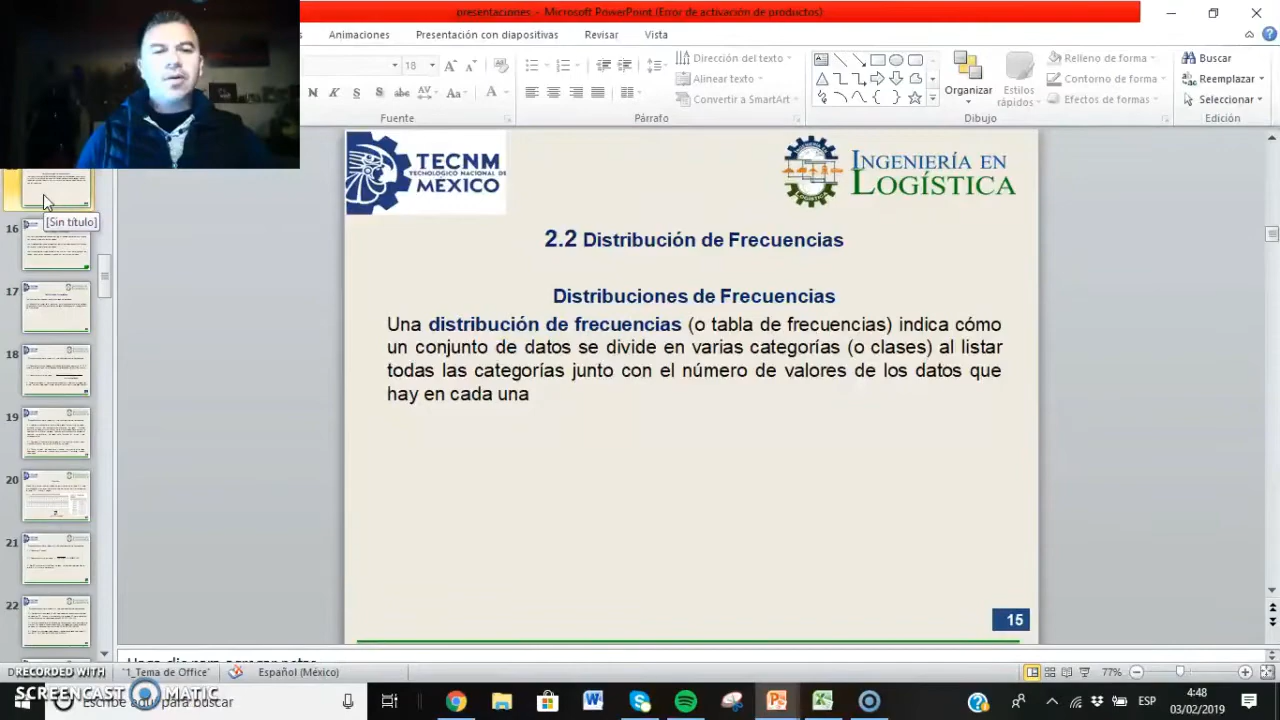 presentaciones - Microsoft PowerPoint (Error de activación de productos)
Animaciones Presentación con diapositivas Revisar Vista
18
Dirección del texto
Alinear texto
Convertir a SmartArt
Organizar
Estilos rápidos
Relleno de forma
Contorno de forma
Efectos de formas
Buscar
Reemplazar
Seleccionar
Fuente Párrafo Dibujo Edición
TECNM
TECNOLÓGICO NACIONAL DE
MÉXICO
INGENIERÍA EN
LOGÍSTICA
[Sin título]
16
17
18
19
20
21
22
2.2 Distribución de Frecuencias
Distribuciones de Frecuencias
Una distribución de frecuencias (o tabla de frecuencias) indica cómo
un conjunto de datos se divide en varias categorías (o clases) al listar
todas las categorías junto con el número de valores de los datos que
hay en cada una
15
"1_Tema de Office" Español (México) 77%
RECORDED WITH
SCREENCAST MATIC
Escribe aquí para buscar
ESP
4:48
03/02/2019